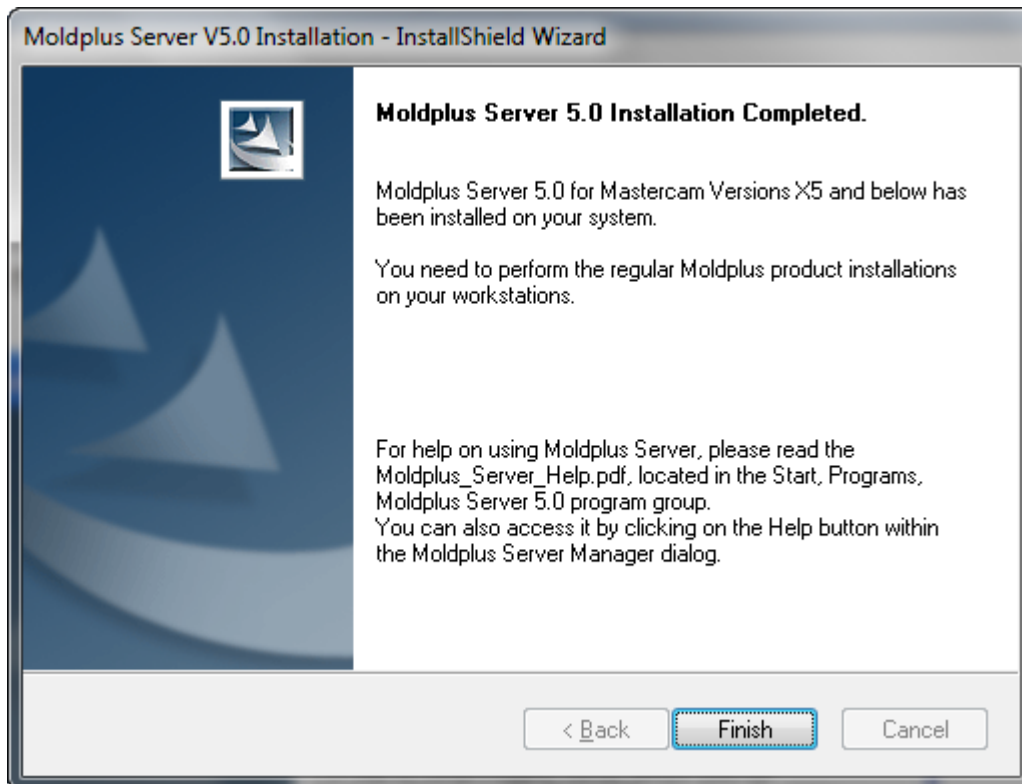 Moldplus Server V5.0 Installation - InstallShield Wizard
Moldplus Server 5.0 Installation Completed.
Moldplus Server 5.0 for Mastercam Versions X5 and below has
been installed on your system.
You need to perform the regular Moldplus product installations
on your workstations.
For help on using Moldplus Server, please read the
Moldplus_Server_Help.pdf, located in the Start, Programs,
Moldplus Server 5.0 program group.
You can also access it by clicking on the Help button within
the Moldplus Server Manager dialog.
< Back Finish Cancel